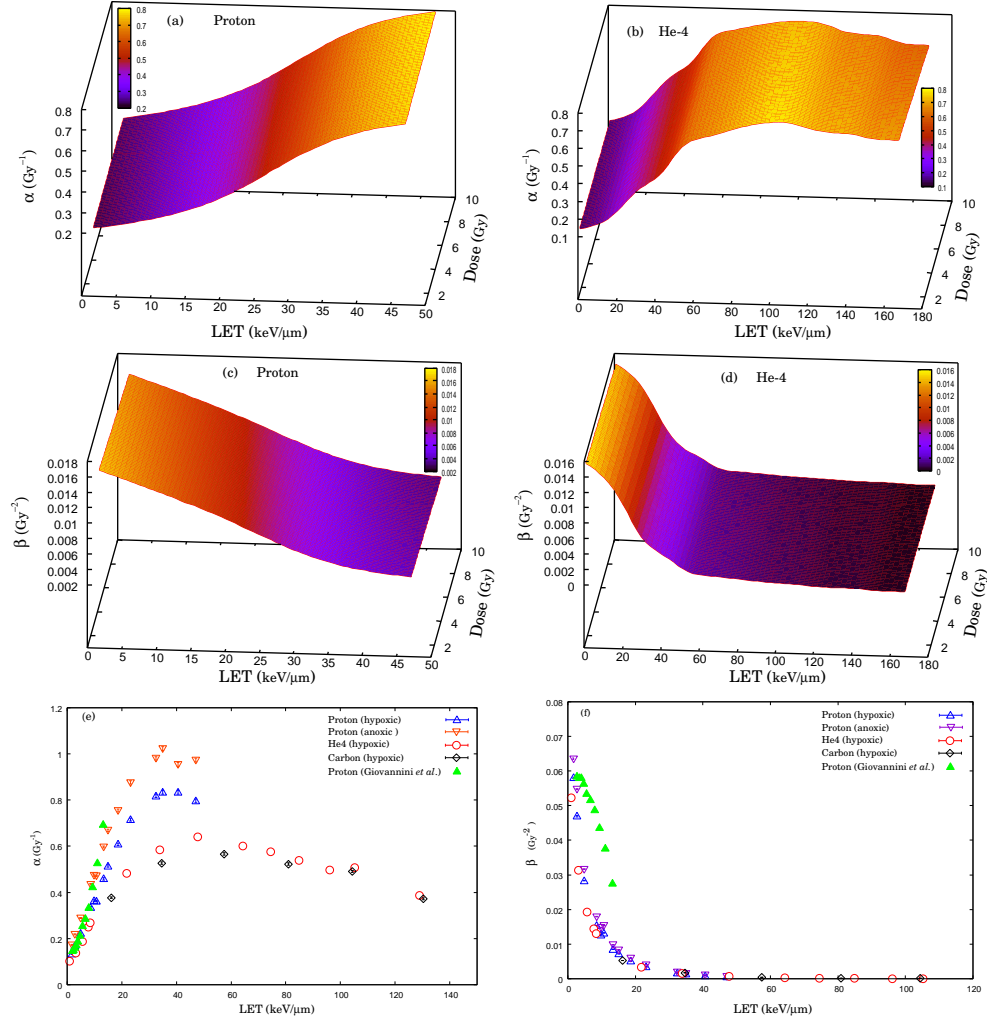 (a) Proton
0.8
0.7
0.6
0.5
0.4
0.3
0.2
α (Gy⁻¹)
0.8
0.7
0.6
0.5
0.4
0.3
0.2
0 5 10 15 20 25 30 35 40 45 50
LET (keV/μm)
2 4 6 8 10
Dose (Gy)
(b) He-4
0.8
0.7
0.6
0.5
0.4
0.3
0.2
0.1
α (Gy⁻¹)
0.8
0.7
0.6
0.5
0.4
0.3
0.2
0.1
0 20 40 60 80 100 120 140 160 180
LET (keV/μm)
2 4 6 8 10
Dose (Gy)
(c) Proton
0.018
0.016
0.014
0.012
0.01
0.008
0.006
0.004
0.002
β (Gy⁻²)
0.018
0.016
0.014
0.012
0.01
0.008
0.006
0.004
0.002
0 5 10 15 20 25 30 35 40 45 50
LET (keV/μm)
2 4 6 8 10
Dose (Gy)
(d) He-4
0.016
0.014
0.012
0.01
0.008
0.006
0.004
0.002
0
β (Gy⁻²)
0.016
0.014
0.012
0.01
0.008
0.006
0.004
0.002
0
0 20 40 60 80 100 120 140 160 180
LET (keV/μm)
2 4 6 8 10
Dose (Gy)
(e)
Proton (hypoxic)
Proton (anoxic )
He4 (hypoxic)
Carbon (hypoxic)
Proton (Giovannini et al.)
α (Gy⁻¹)
1.2
1
0.8
0.6
0.4
0.2
0
0 20 40 60 80 100 120 140
LET (keV/μm)
(f)
Proton (hypoxic)
Proton (anoxic)
He4 (hypoxic)
Carbon (hypoxic)
Proton (Giovannini et al.)
β (Gy⁻²)
0.08
0.07
0.06
0.05
0.04
0.03
0.02
0.01
0
0 20 40 60 80 100 120
LET (keV/μm)